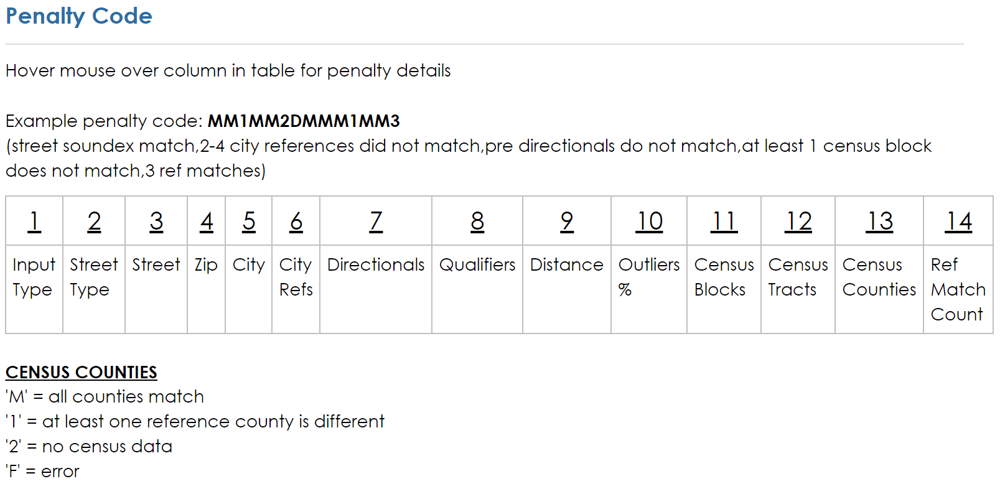 Penalty Code
Hover mouse over column in table for penalty details
Example penalty code: MM1MM2DMMM1MM3
(street soundex match,2-4 city references did not match,pre directionals do not match,at least 1 census block
does not match,3 ref matches)
1 2 3 4 5 6 7 8 9 10 11 12 13 14
Input Type
Street Type
Street
Zip
City
City Refs
Directionals
Qualifiers
Distance
Outliers %
Census Blocks
Census Tracts
Census Counties
Ref Match Count
CENSUS COUNTIES
'M' = all counties match
'1' = at least one reference county is different
'2' = no census data
'F' = error